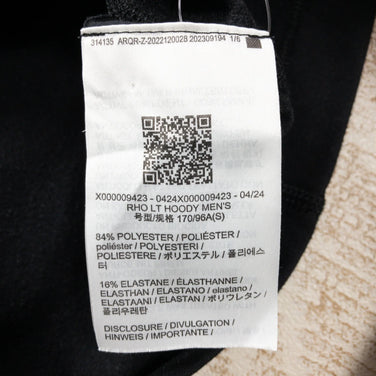 314135 ARQR-Z-2022120028 202309194 1/6
X000009423 - 0424X000009423 - 04/24
RHO LT HOODY MEN'S
号型/规格 170/96A(S)
84% POLYESTER / POLIÉSTER /
poliéster / POLYESTERI /
POLIESTERE / ポリエステル / 폴리에스
터
16% ELASTANE / ÉLASTHANNE /
ELASTHAN / ELASTANO / elastano /
ELASTAANI / ELASTAN / ポリウレタン /
폴리우레탄
DISCLOSURE / DIVULGATION /
HINWEIS / IMPORTANTE /